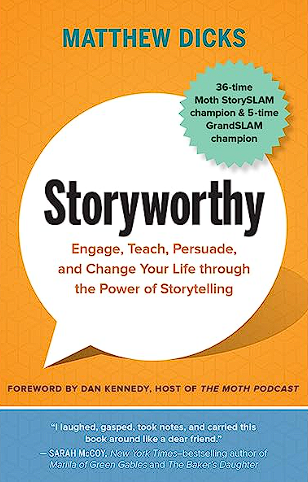 MATTHEW DICKS
36-time
Moth StorySLAM
champion & 5-time
GrandSLAM
champion
Storyworthy
Engage, Teach, Persuade,
and Change Your Life through
the Power of Storytelling
FOREWORD BY DAN KENNEDY, HOST OF THE MOTH PODCAST
“I laughed, gasped, took notes, and carried this
book around like a dear friend.”
— SARAH McCOY, New York Times–bestselling author of
Marilla of Green Gables and The Baker's Daughter